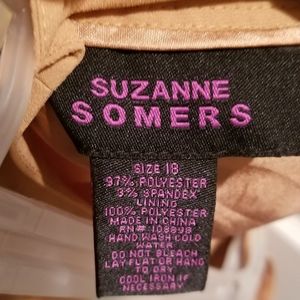 SUZANNE
SOMERS
SIZE 18
97% POLYESTER
3% SPANDEX
LINING
100% POLYESTER
MADE IN CHINA
RN# 108898
HAND WASH COLD
WATER
DO NOT BLEACH
LAY FLAT OR HANG
TO DRY
COOL IRON IF
NECESSARY